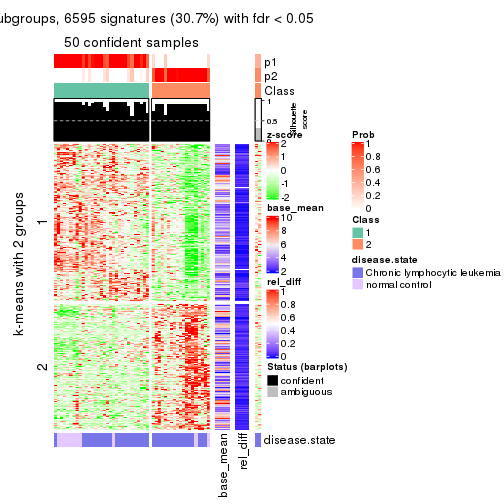 ubgroups, 6595 signatures (30.7%) with fdr < 0.05
50 confident samples
p1
p2
Class
1
0.5
0
Silhouette
score
k-means with 2 groups
1
2
z-score
2
1
0
-1
-2
base_mean
10
8
6
4
2
rel_diff
1
0.8
0.6
0.4
0.2
0
Status (barplots)
confident
ambiguous
Prob
1
0.8
0.6
0.4
0.2
0
Class
1
2
disease.state
Chronic lymphocytic leukemia
normal control
disease.state
base_mean
rel_diff